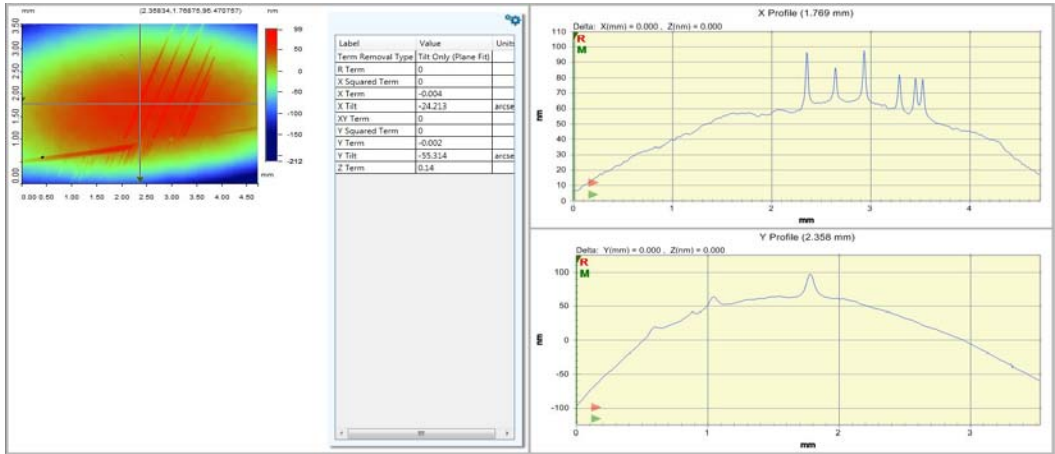 mm (2.35834,1.76875,96.470757) nm
3.50
3.00
2.50
2.00
1.50
1.00
0.00
99
50
0
-50
-100
-150
-212
mm
0.00 0.50 1.00 1.50 2.00 2.50 3.00 3.50 4.00 4.50
Label Value Units
Term Removal Type Tilt Only (Plane Fit)
R Term 0
X Squared Term 0
X Term -0.004
X Tilt -24.213 arcse
XY Term 0
Y Squared Term 0
Y Term -0.002
Y Tilt -55.314 arcse
Z Term 0.14
X Profile (1.769 mm)
Delta: X(mm) = 0.000 , Z(nm) = 0.000
R
M
110
100
90
80
70
60
50
40
30
20
10
0
nm
0 1 2 3 4
mm
Y Profile (2.358 mm)
Delta: Y(mm) = 0.000 , Z(nm) = 0.000
R
M
100
50
0
-50
-100
nm
0 1 2 3
mm